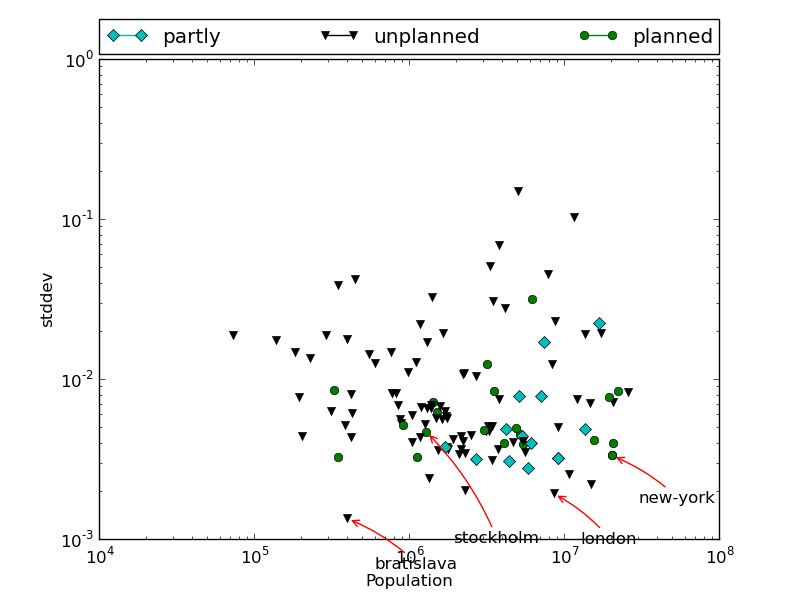 partly unplanned planned
10^0
10^-1
10^-2
10^-3
stddev
new-york
stockholm
london
10^4 10^5 10^6 10^7 10^8
bratislava
Population